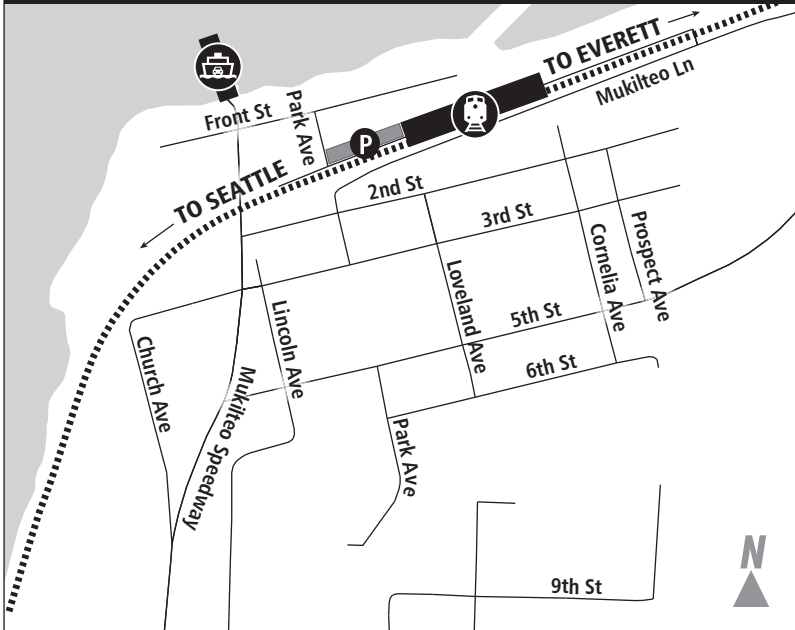 TO EVERETT
Mukilteo Ln
Front St
Park Ave
P
TO SEATTLE
2nd St
3rd St
Prospect Ave
Cornelia Ave
Loveland Ave
5th St
Lincoln Ave
Church Ave
6th St
Mukilteo Speedway
Park Ave
9th St
N